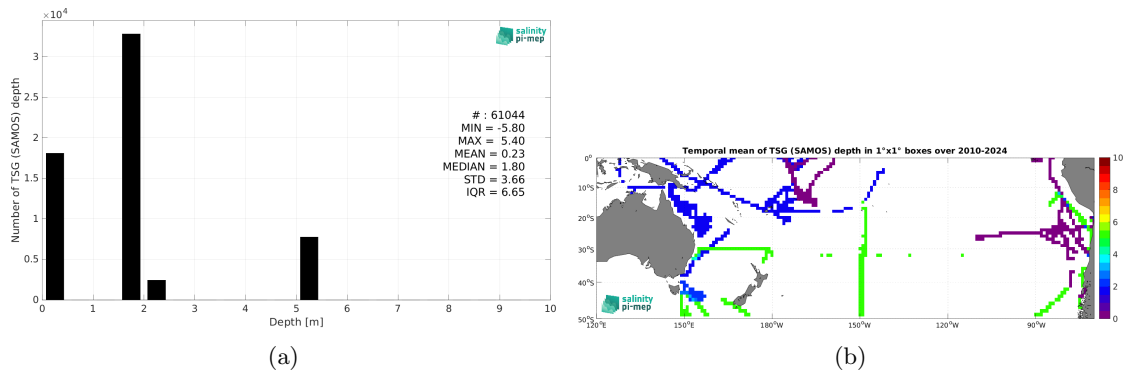 ×10⁴
3.5
3
2.5
2
1.5
1
0.5
0
Number of TSG (SAMOS) depth
salinity
pi-mep
# : 61044
MIN = -5.80
MAX = 5.40
MEAN = 0.23
MEDIAN = 1.80
STD = 3.66
IQR = 6.65
0 1 2 3 4 5 6 7 8 9 10
Depth [m]
(a)
Temporal mean of TSG (SAMOS) depth in 1°x1° boxes over 2010-2024
0°
10°S
20°S
30°S
40°S
50°S
salinity
pi-mep
120°E 150°E 180°W 150°W 120°W 90°W
10
8
6
4
2
0
(b)